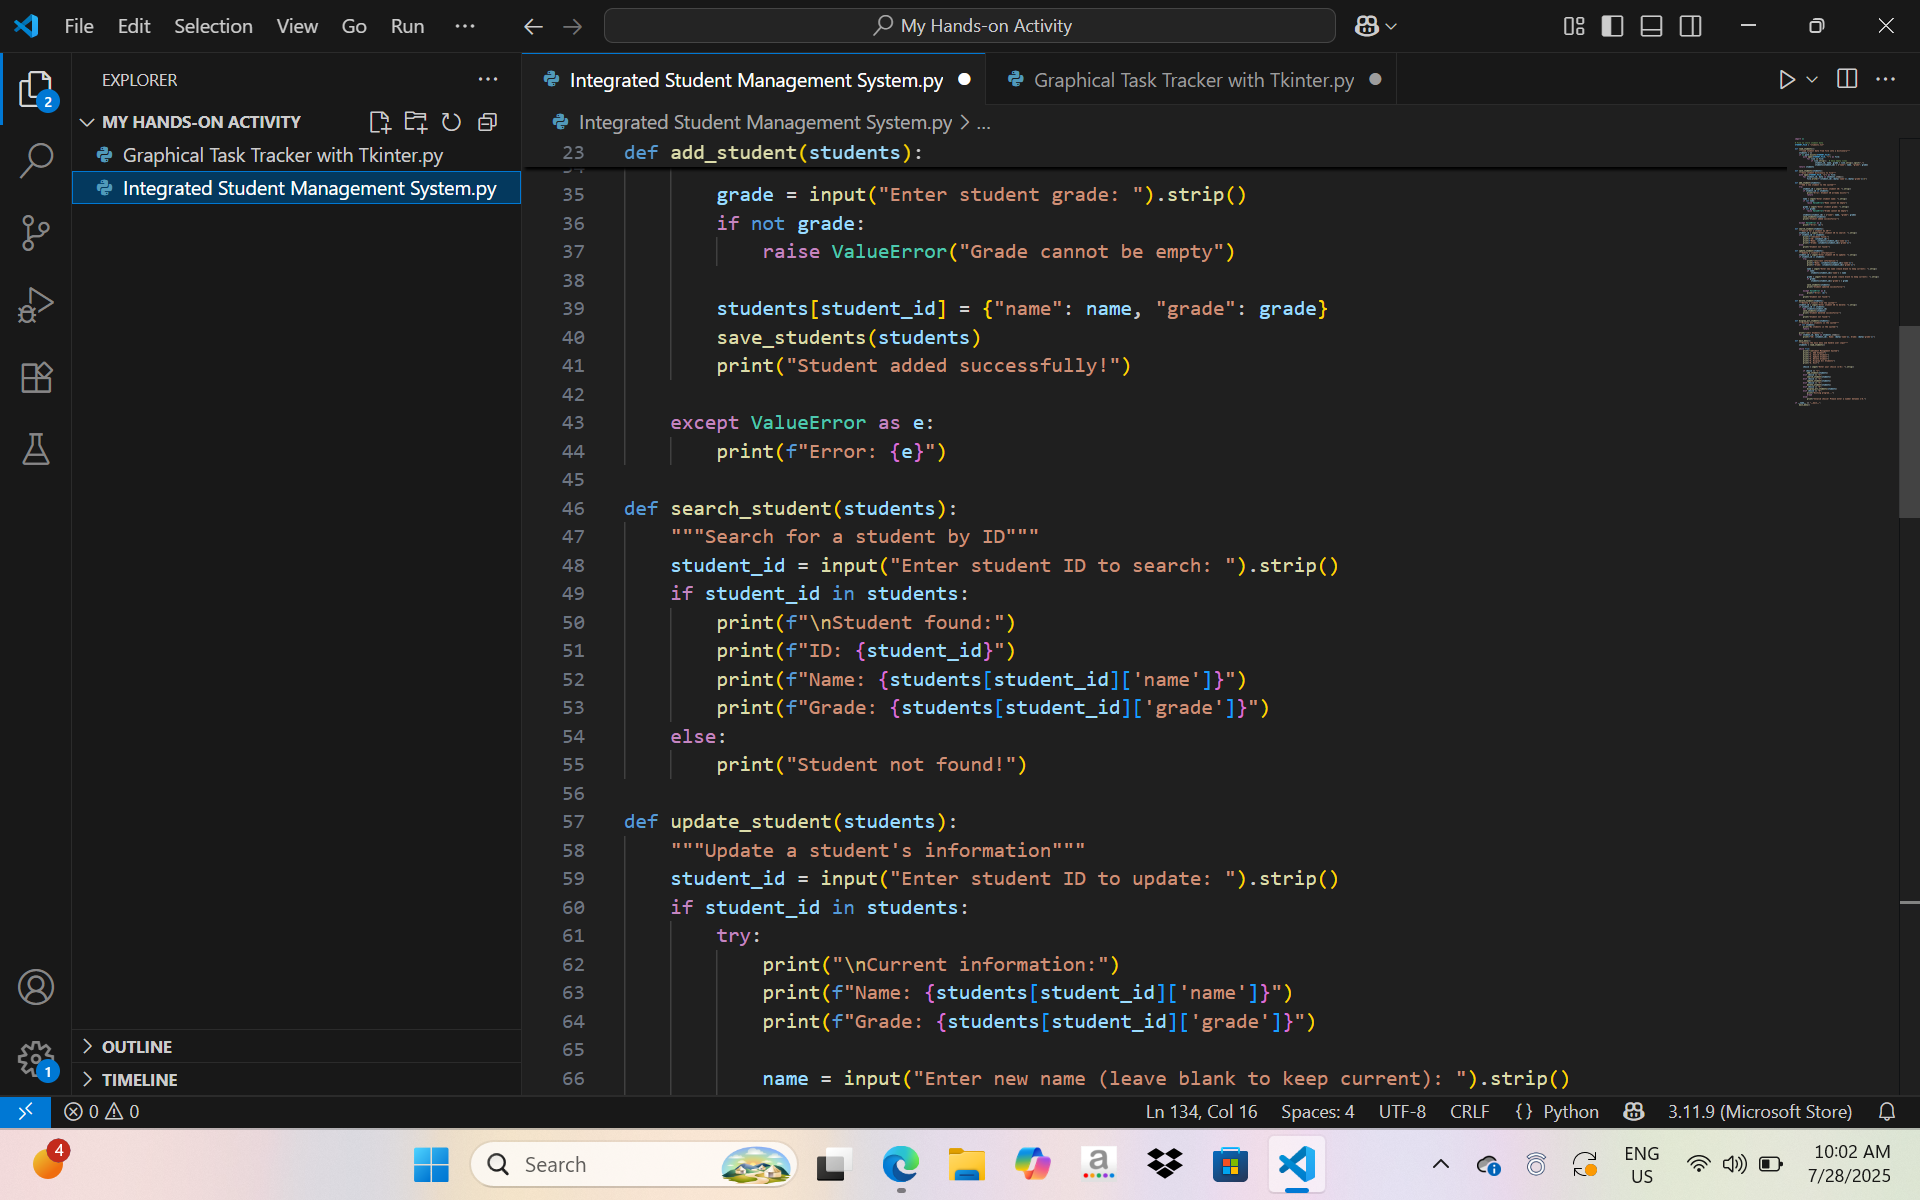 File Edit Selection View Go Run ···
My Hands-on Activity
EXPLORER
Integrated Student Management System.py
Graphical Task Tracker with Tkinter.py
2
MY HANDS-ON ACTIVITY
Graphical Task Tracker with Tkinter.py
Integrated Student Management System.py
Integrated Student Management System.py > ...
23 def add_student(students):
35 grade = input("Enter student grade: ").strip()
36 if not grade:
37 raise ValueError("Grade cannot be empty")
38
39 students[student_id] = {"name": name, "grade": grade}
40 save_students(students)
41 print("Student added successfully!")
42
43 except ValueError as e:
44 print(f"Error: {e}")
45
46 def search_student(students):
47 """Search for a student by ID"""
48 student_id = input("Enter student ID to search: ").strip()
49 if student_id in students:
50 print(f"\nStudent found:")
51 print(f"ID: {student_id}")
52 print(f"Name: {students[student_id]['name']}")
53 print(f"Grade: {students[student_id]['grade']}")
54 else:
55 print("Student not found!")
56
57 def update_student(students):
58 """Update a student's information"""
59 student_id = input("Enter student ID to update: ").strip()
60 if student_id in students:
61 try:
62 print("\nCurrent information:")
63 print(f"Name: {students[student_id]['name']}")
64 print(f"Grade: {students[student_id]['grade']}")
65
66 name = input("Enter new name (leave blank to keep current): ").strip()
OUTLINE
TIMELINE
1
0 0
Ln 134, Col 16 Spaces: 4 UTF-8 CRLF {} Python 3.11.9 (Microsoft Store)
4
Search
a
ENG
US
10:02 AM
7/28/2025